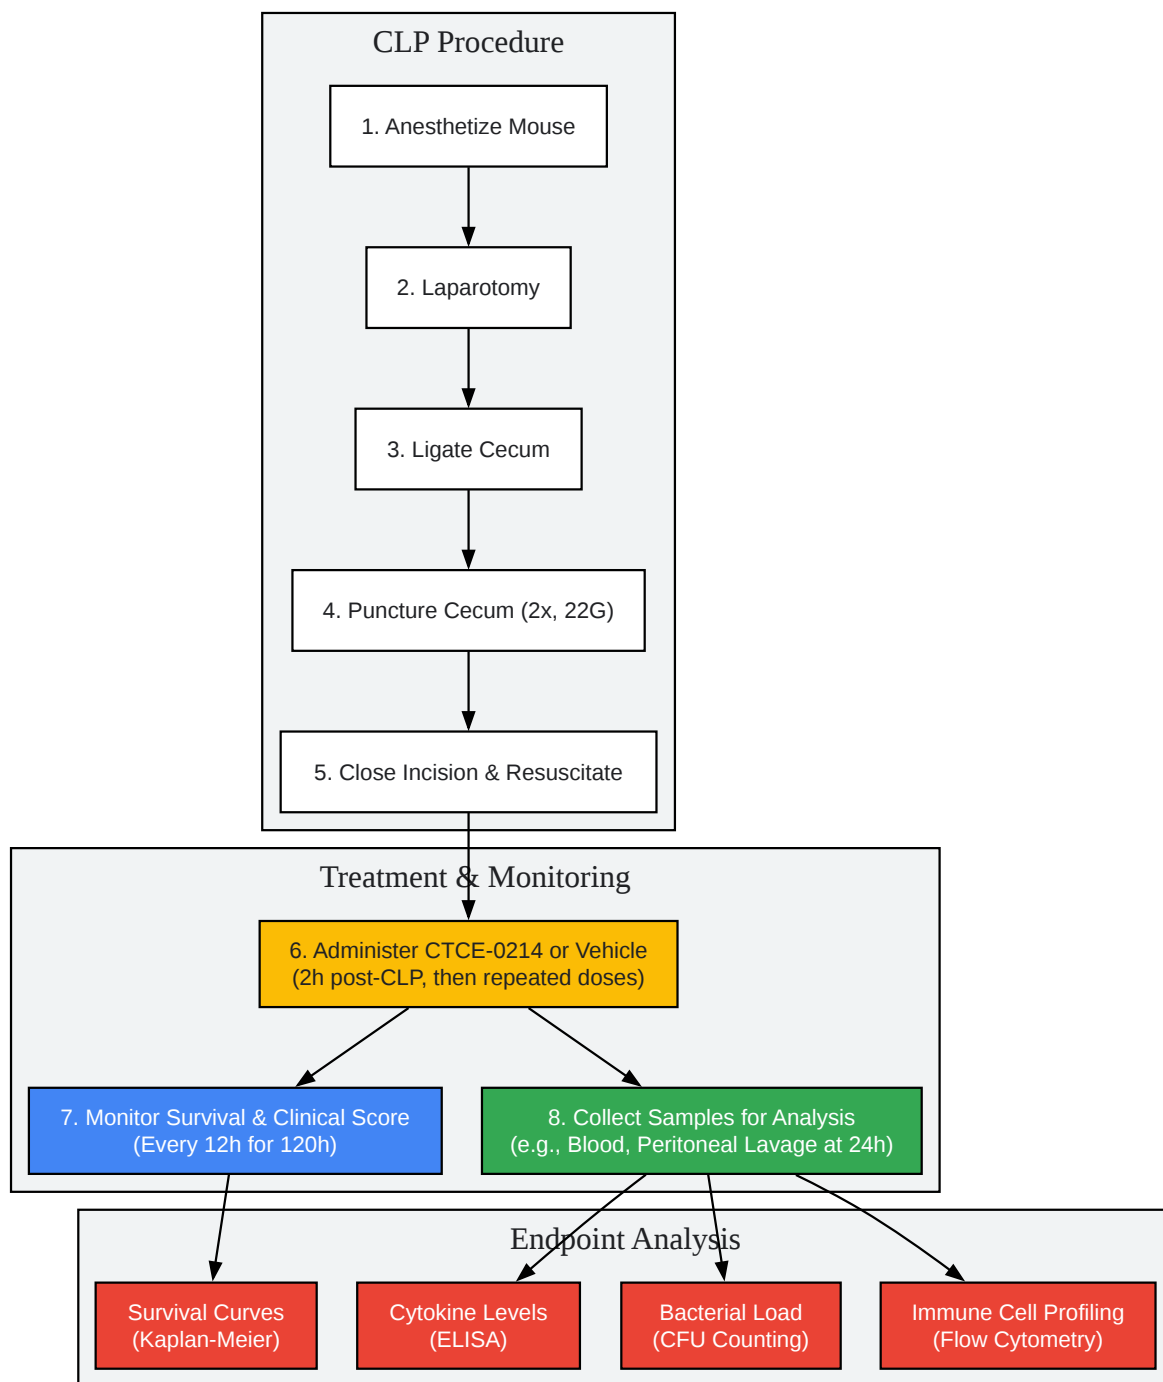 CLP Procedure
1. Anesthetize Mouse
2. Laparotomy
3. Ligate Cecum
4. Puncture Cecum (2x, 22G)
5. Close Incision & Resuscitate
Treatment & Monitoring
6. Administer CTCE-0214 or Vehicle
(2h post-CLP, then repeated doses)
7. Monitor Survival & Clinical Score
(Every 12h for 120h)
8. Collect Samples for Analysis
(e.g., Blood, Peritoneal Lavage at 24h)
Endpoint Analysis
Survival Curves
(Kaplan-Meier)
Cytokine Levels
(ELISA)
Bacterial Load
(CFU Counting)
Immune Cell Profiling
(Flow Cytometry)